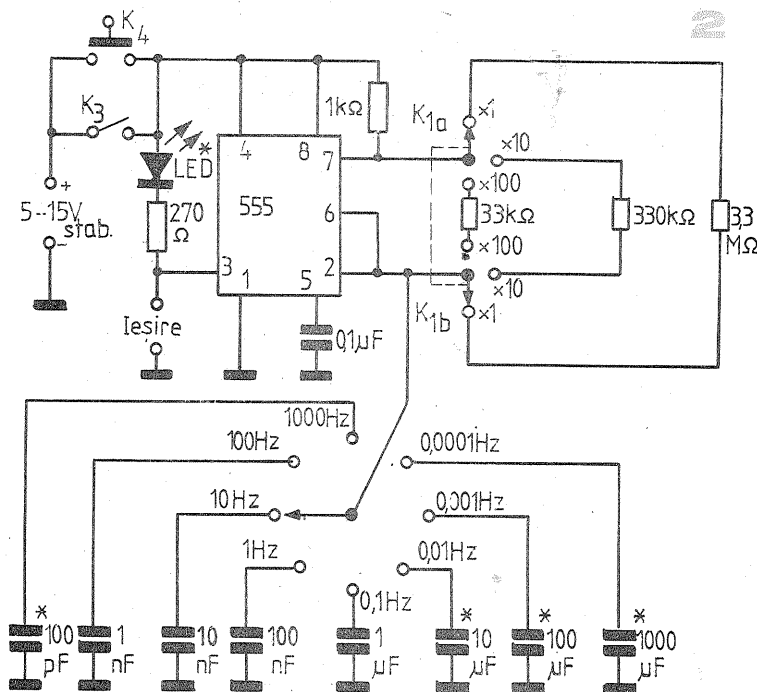 2
K4
K3
LED*
5--15V
stab.
+
-
270
Ω
3
Ieșire
4
8
7
555
6
2
1
5
0,1µF
1kΩ
K1a
×1
×10
×100
33kΩ
×100
×10
K1b
×1
330kΩ
3,3
MΩ
1000Hz
100Hz
0,0001Hz
10Hz
0,001Hz
1Hz
0,01Hz
0,1Hz
*
100
pF
1
nF
10
nF
100
nF
1
µF
*
10
µF
*
100
µF
*
1000
µF